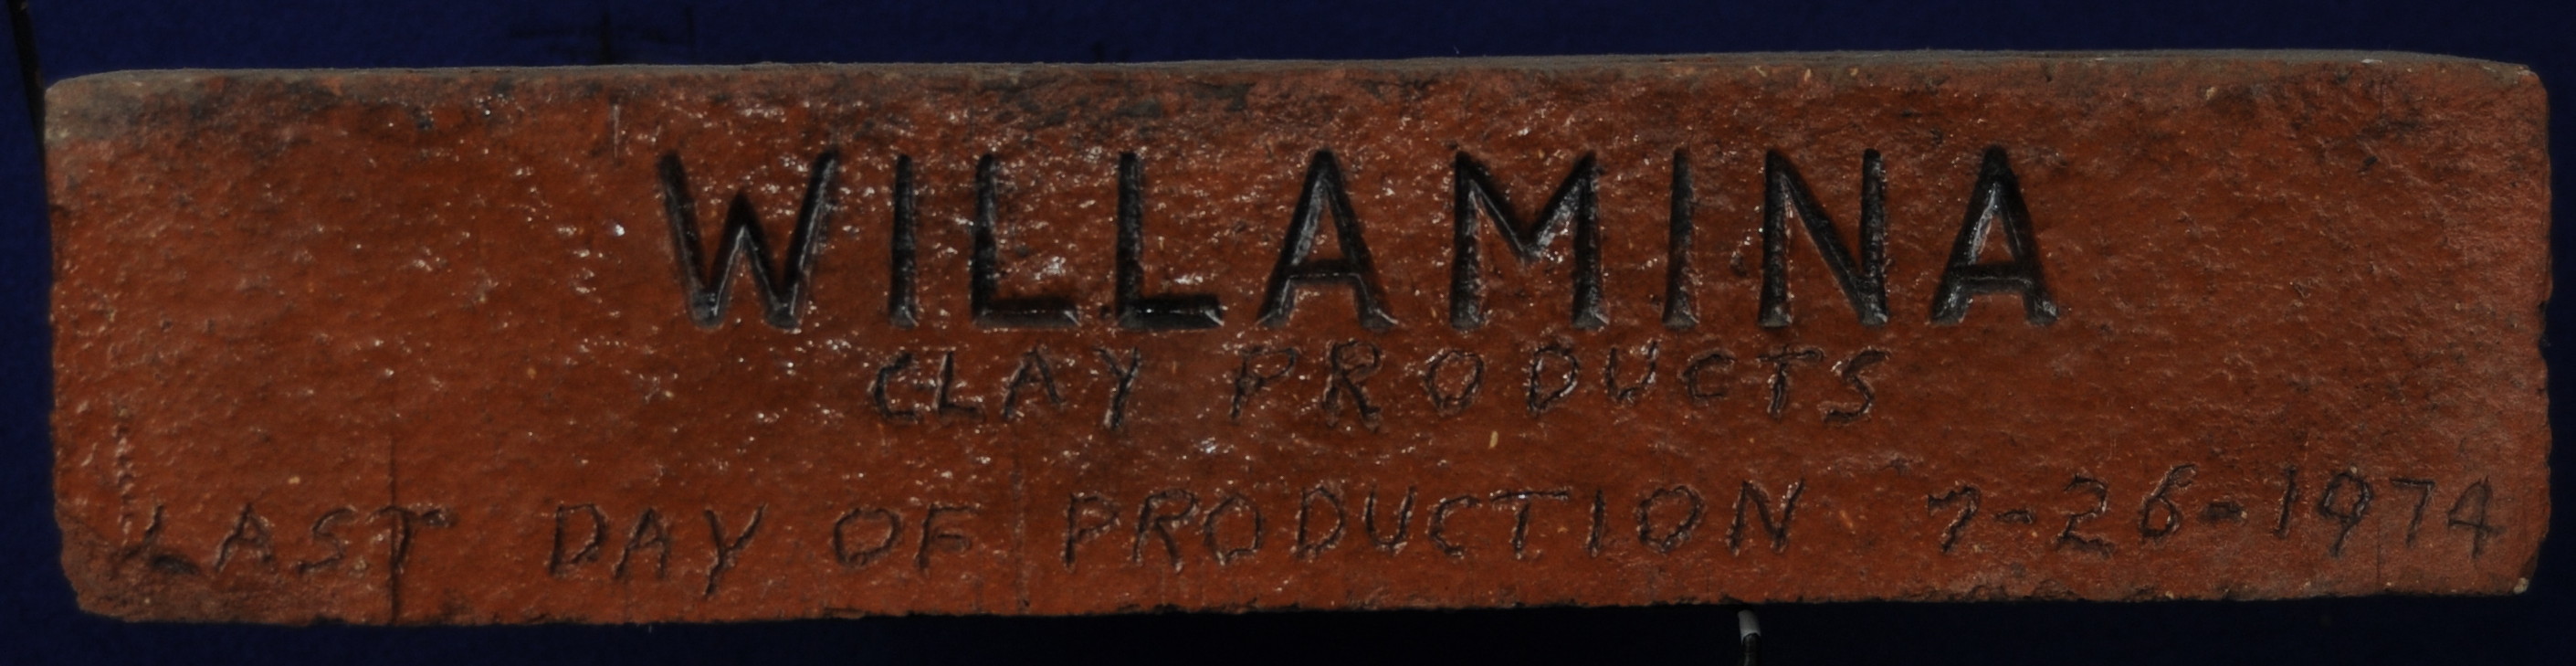 WILLAMINA
CLAY PRODUCTS
LAST DAY OF PRODUCTION 7-26-1974